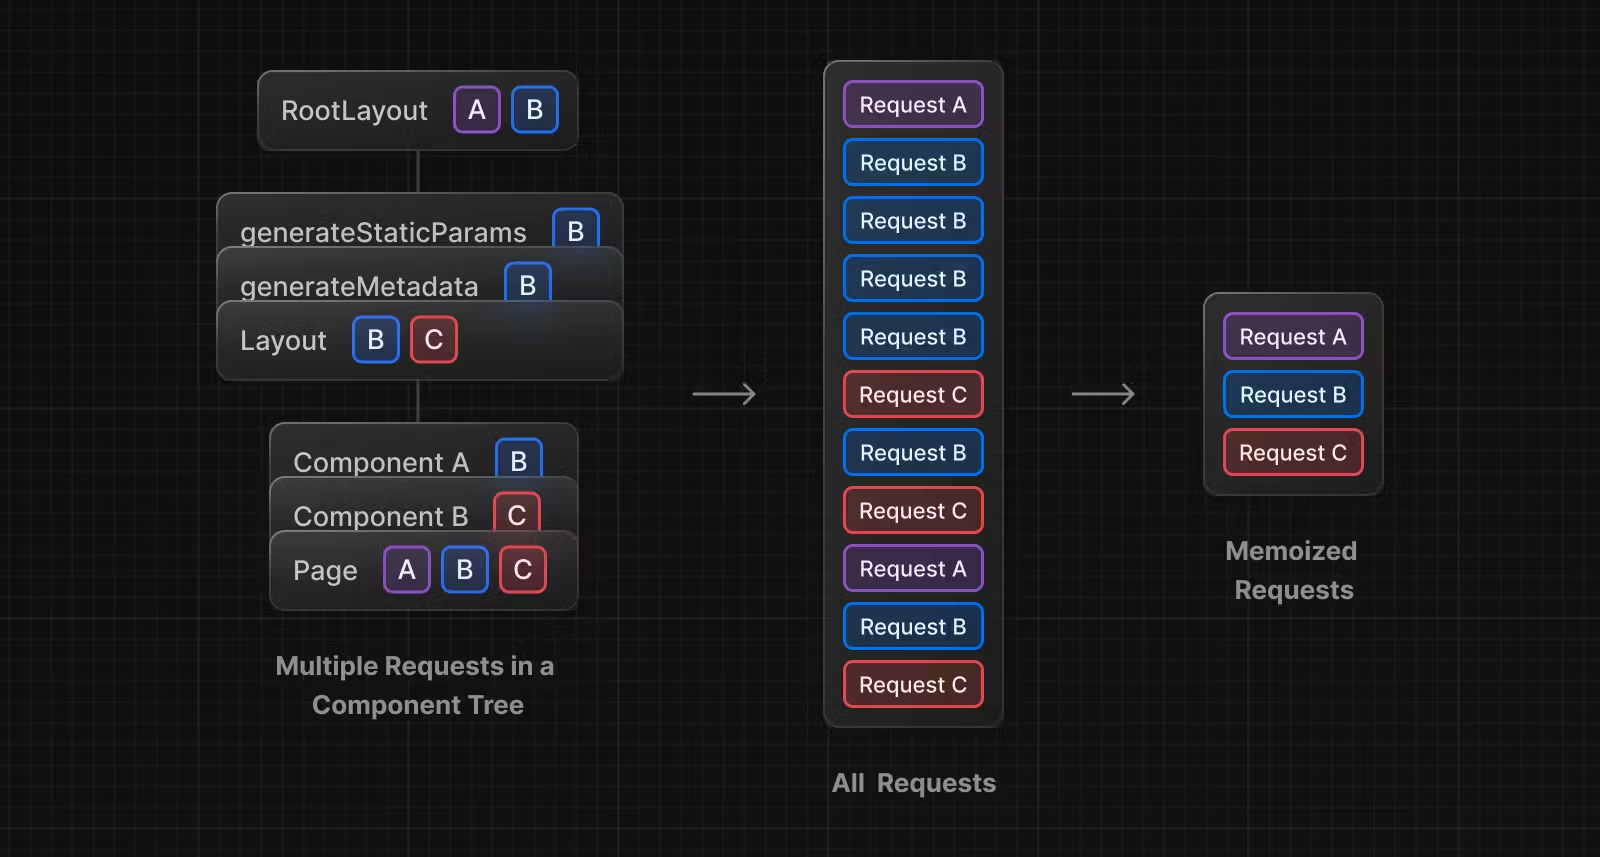 RootLayout A B
generateStaticParams B
generateMetadata B
Layout B C
Component A B
Component B C
Page A B C
Multiple Requests in a
Component Tree
Request A
Request B
Request B
Request B
Request B
Request C
Request B
Request C
Request A
Request B
Request C
All Requests
Request A
Request B
Request C
Memoized
Requests